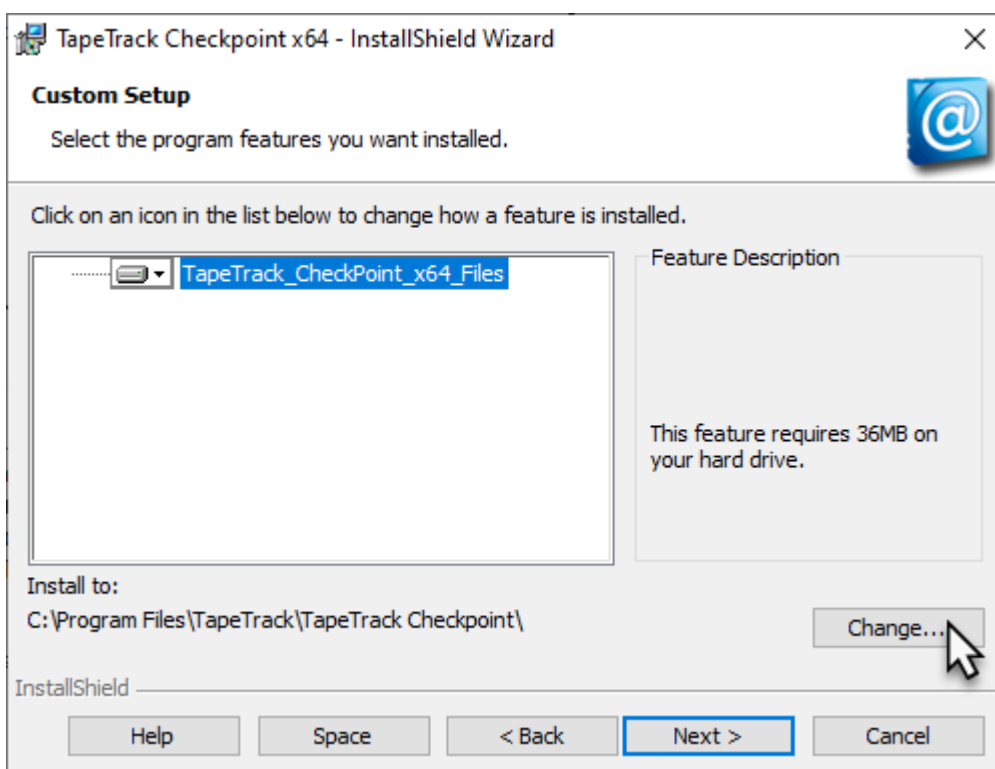 TapeTrack Checkpoint x64 - InstallShield Wizard
Custom Setup
Select the program features you want installed.
@
Click on an icon in the list below to change how a feature is installed.
TapeTrack_CheckPoint_x64_Files
Feature Description
This feature requires 36MB on
your hard drive.
Install to:
C:\Program Files\TapeTrack\TapeTrack Checkpoint\
Change...
InstallShield
Help
Space
< Back
Next >
Cancel